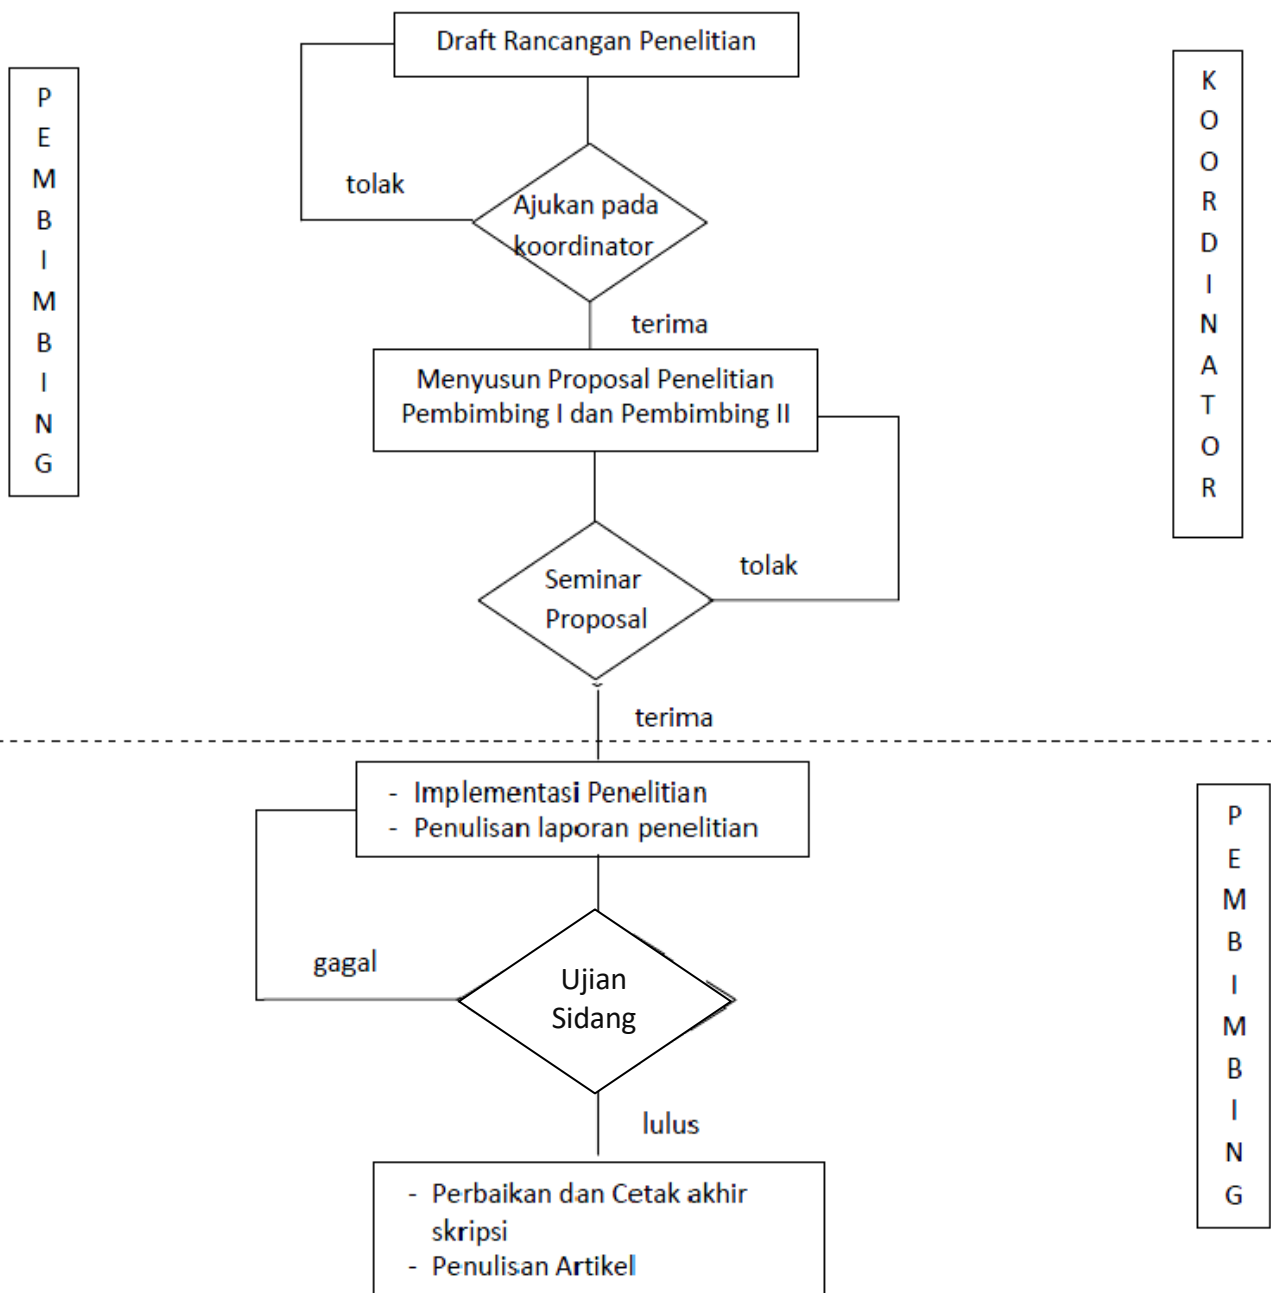 Draft Rancangan Penelitian
P
E
M
B
I
M
B
I
N
G
K
O
O
R
D
I
N
A
T
O
R
tolak
Ajukan pada
koordinator
terima
Menyusun Proposal Penelitian
Pembimbing I dan Pembimbing II
Seminar
Proposal
tolak
terima
- Implementasi Penelitian
- Penulisan laporan penelitian
P
E
M
B
I
M
B
I
N
G
gagal
Ujian
Sidang
lulus
- Perbaikan dan Cetak akhir
skripsi
- Penulisan Artikel